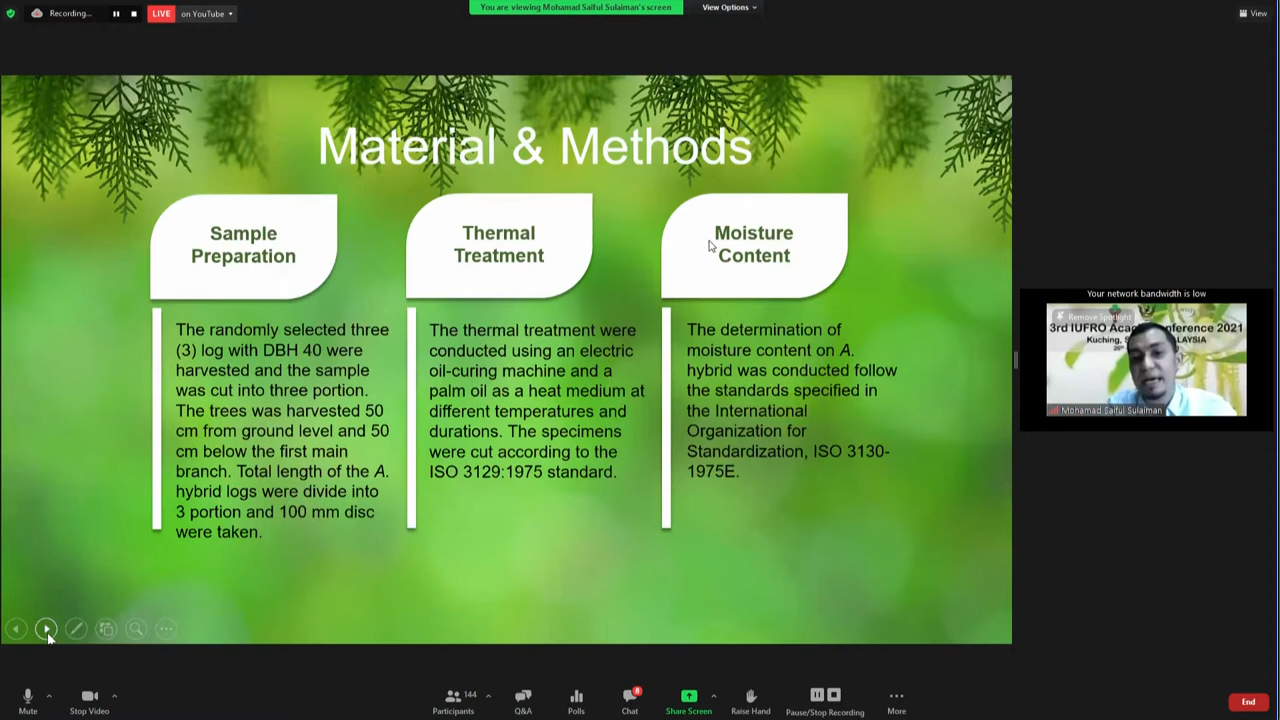 Recording...
LIVE
on YouTube
You are viewing Mohamad Saiful Sulaiman's screen
View Options
View
Material & Methods
Sample
Preparation
The randomly selected three
(3) log with DBH 40 were
harvested and the sample
was cut into three portion.
The trees was harvested 50
cm from ground level and 50
cm below the first main
branch. Total length of the A.
hybrid logs were divide into
3 portion and 100 mm disc
were taken.
Thermal
Treatment
The thermal treatment were
conducted using an electric
oil-curing machine and a
palm oil as a heat medium at
different temperatures and
durations. The specimens
were cut according to the
ISO 3129:1975 standard.
Moisture
Content
The determination of
moisture content on A.
hybrid was conducted follow
the standards specified in
the International
Organization for
Standardization, ISO 3130-
1975E.
Your network bandwidth is low
Remove Spotlight
3rd IUFRO Aca onference 2021
Kuching, AYSIA
Mohamad Saiful Sulaiman
Mute
Stop Video
144
Participants
Q&A
Polls
8
Chat
Share Screen
Raise Hand
Pause/Stop Recording
More
End